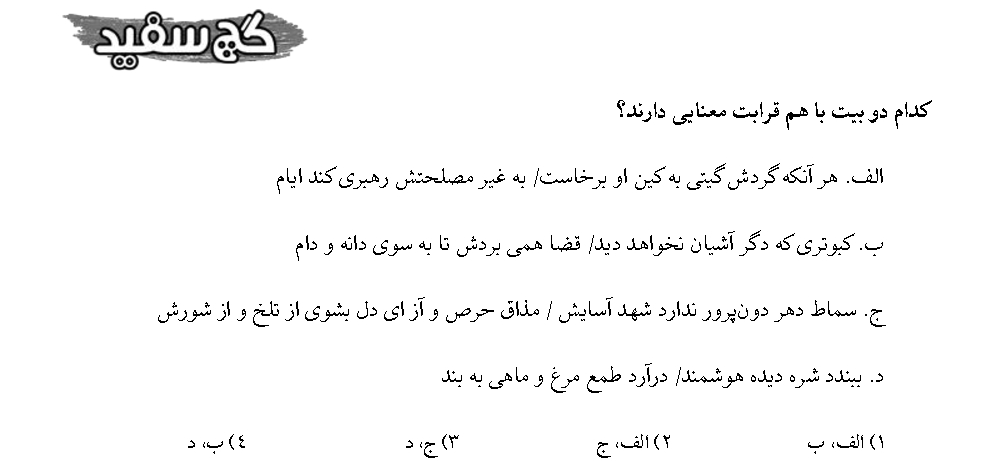 گچ سفید
کدام دو بیت با هم قرابت معنایی دارند؟
الف. هر آنکه گردش گیتی به کین او برخاست/ به غیر مصلحتش رهبری کند ایام
ب. کبوتری که دگر آشیان نخواهد دید/ قضا همی بردش تا به سوی دانه و دام
ج. سماط دهر دون‌پرور ندارد شهد آسایش / مذاق حرص و آز ای دل بشوی از تلخ و از شورش
د. ببندد شره دیده هوشمند/ درآرد طمع مرغ و ماهی به بند
۱) الف، ب ۲) الف، ج ۳) ج، د ٤) ب، د